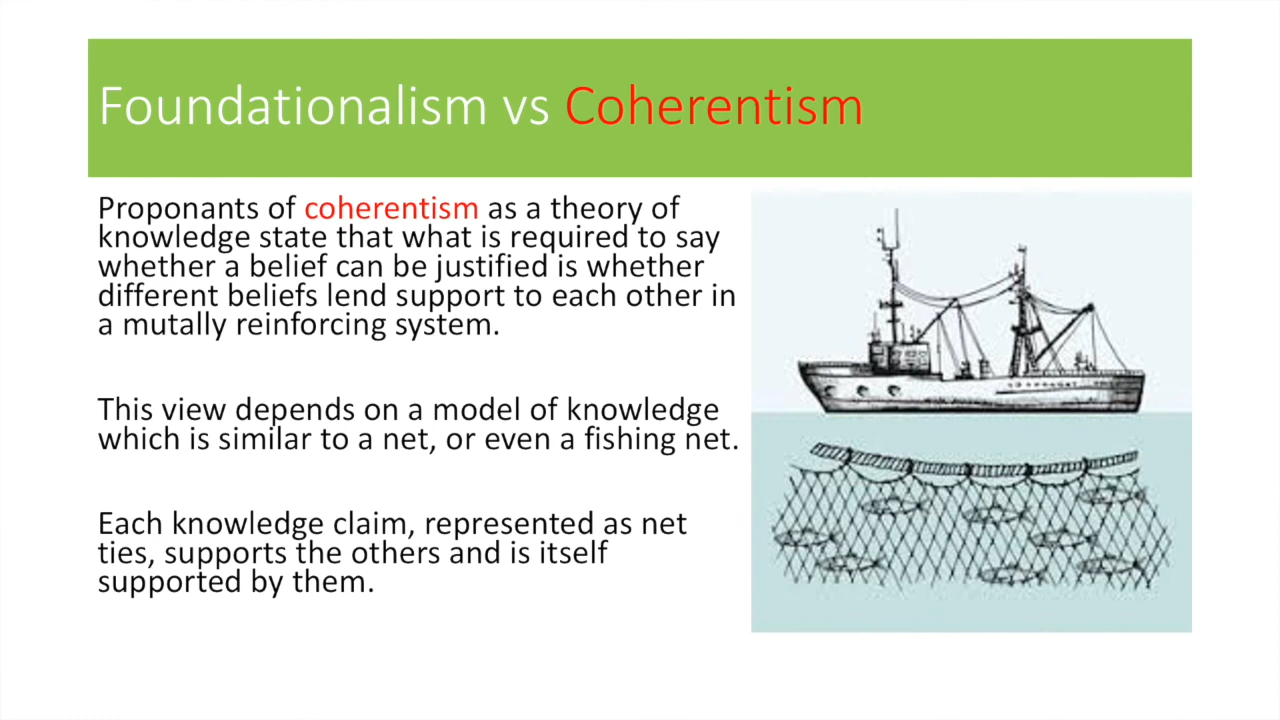 Foundationalism vs Coherentism
Proponants of coherentism as a theory of
knowledge state that what is required to say
whether a belief can be justified is whether
different beliefs lend support to each other in
a mutally reinforcing system.
This view depends on a model of knowledge
which is similar to a net, or even a fishing net.
Each knowledge claim, represented as net
ties, supports the others and is itself
supported by them.